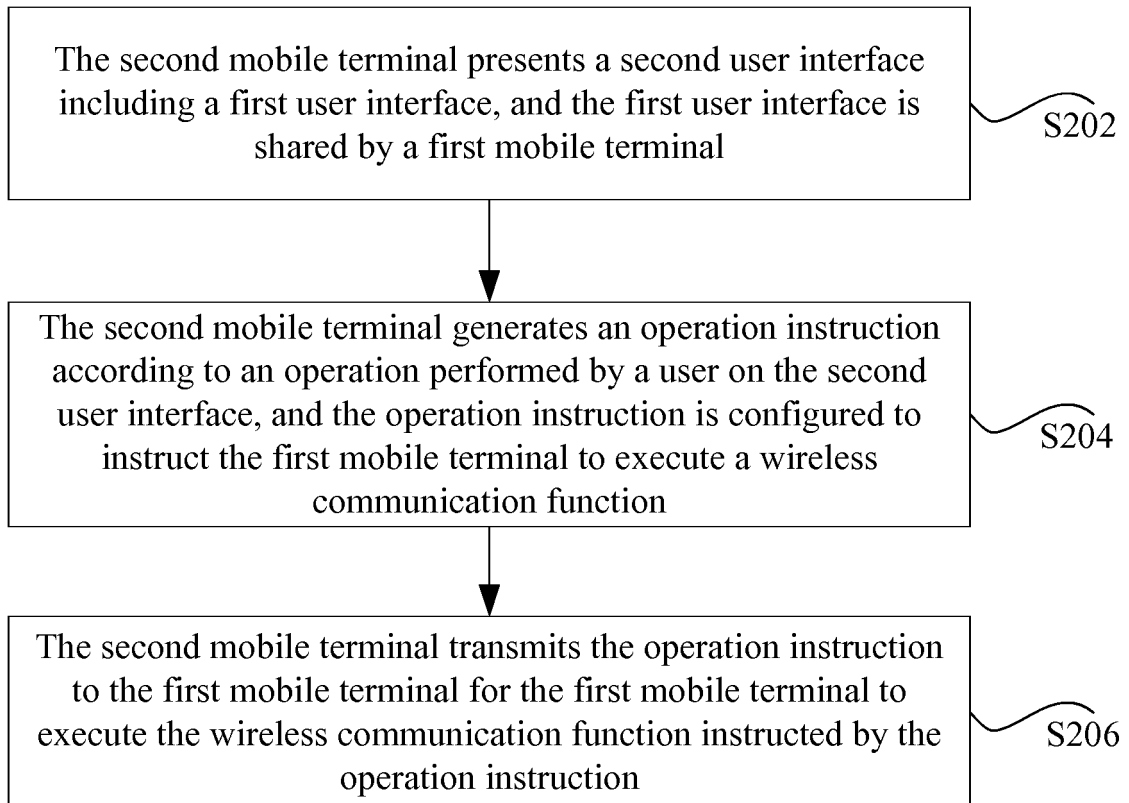 The second mobile terminal presents a second user interface
including a first user interface, and the first user interface is
shared by a first mobile terminal
S202
The second mobile terminal generates an operation instruction
according to an operation performed by a user on the second
user interface, and the operation instruction is configured to
instruct the first mobile terminal to execute a wireless
communication function
S204
The second mobile terminal transmits the operation instruction
to the first mobile terminal for the first mobile terminal to
execute the wireless communication function instructed by the
operation instruction
S206